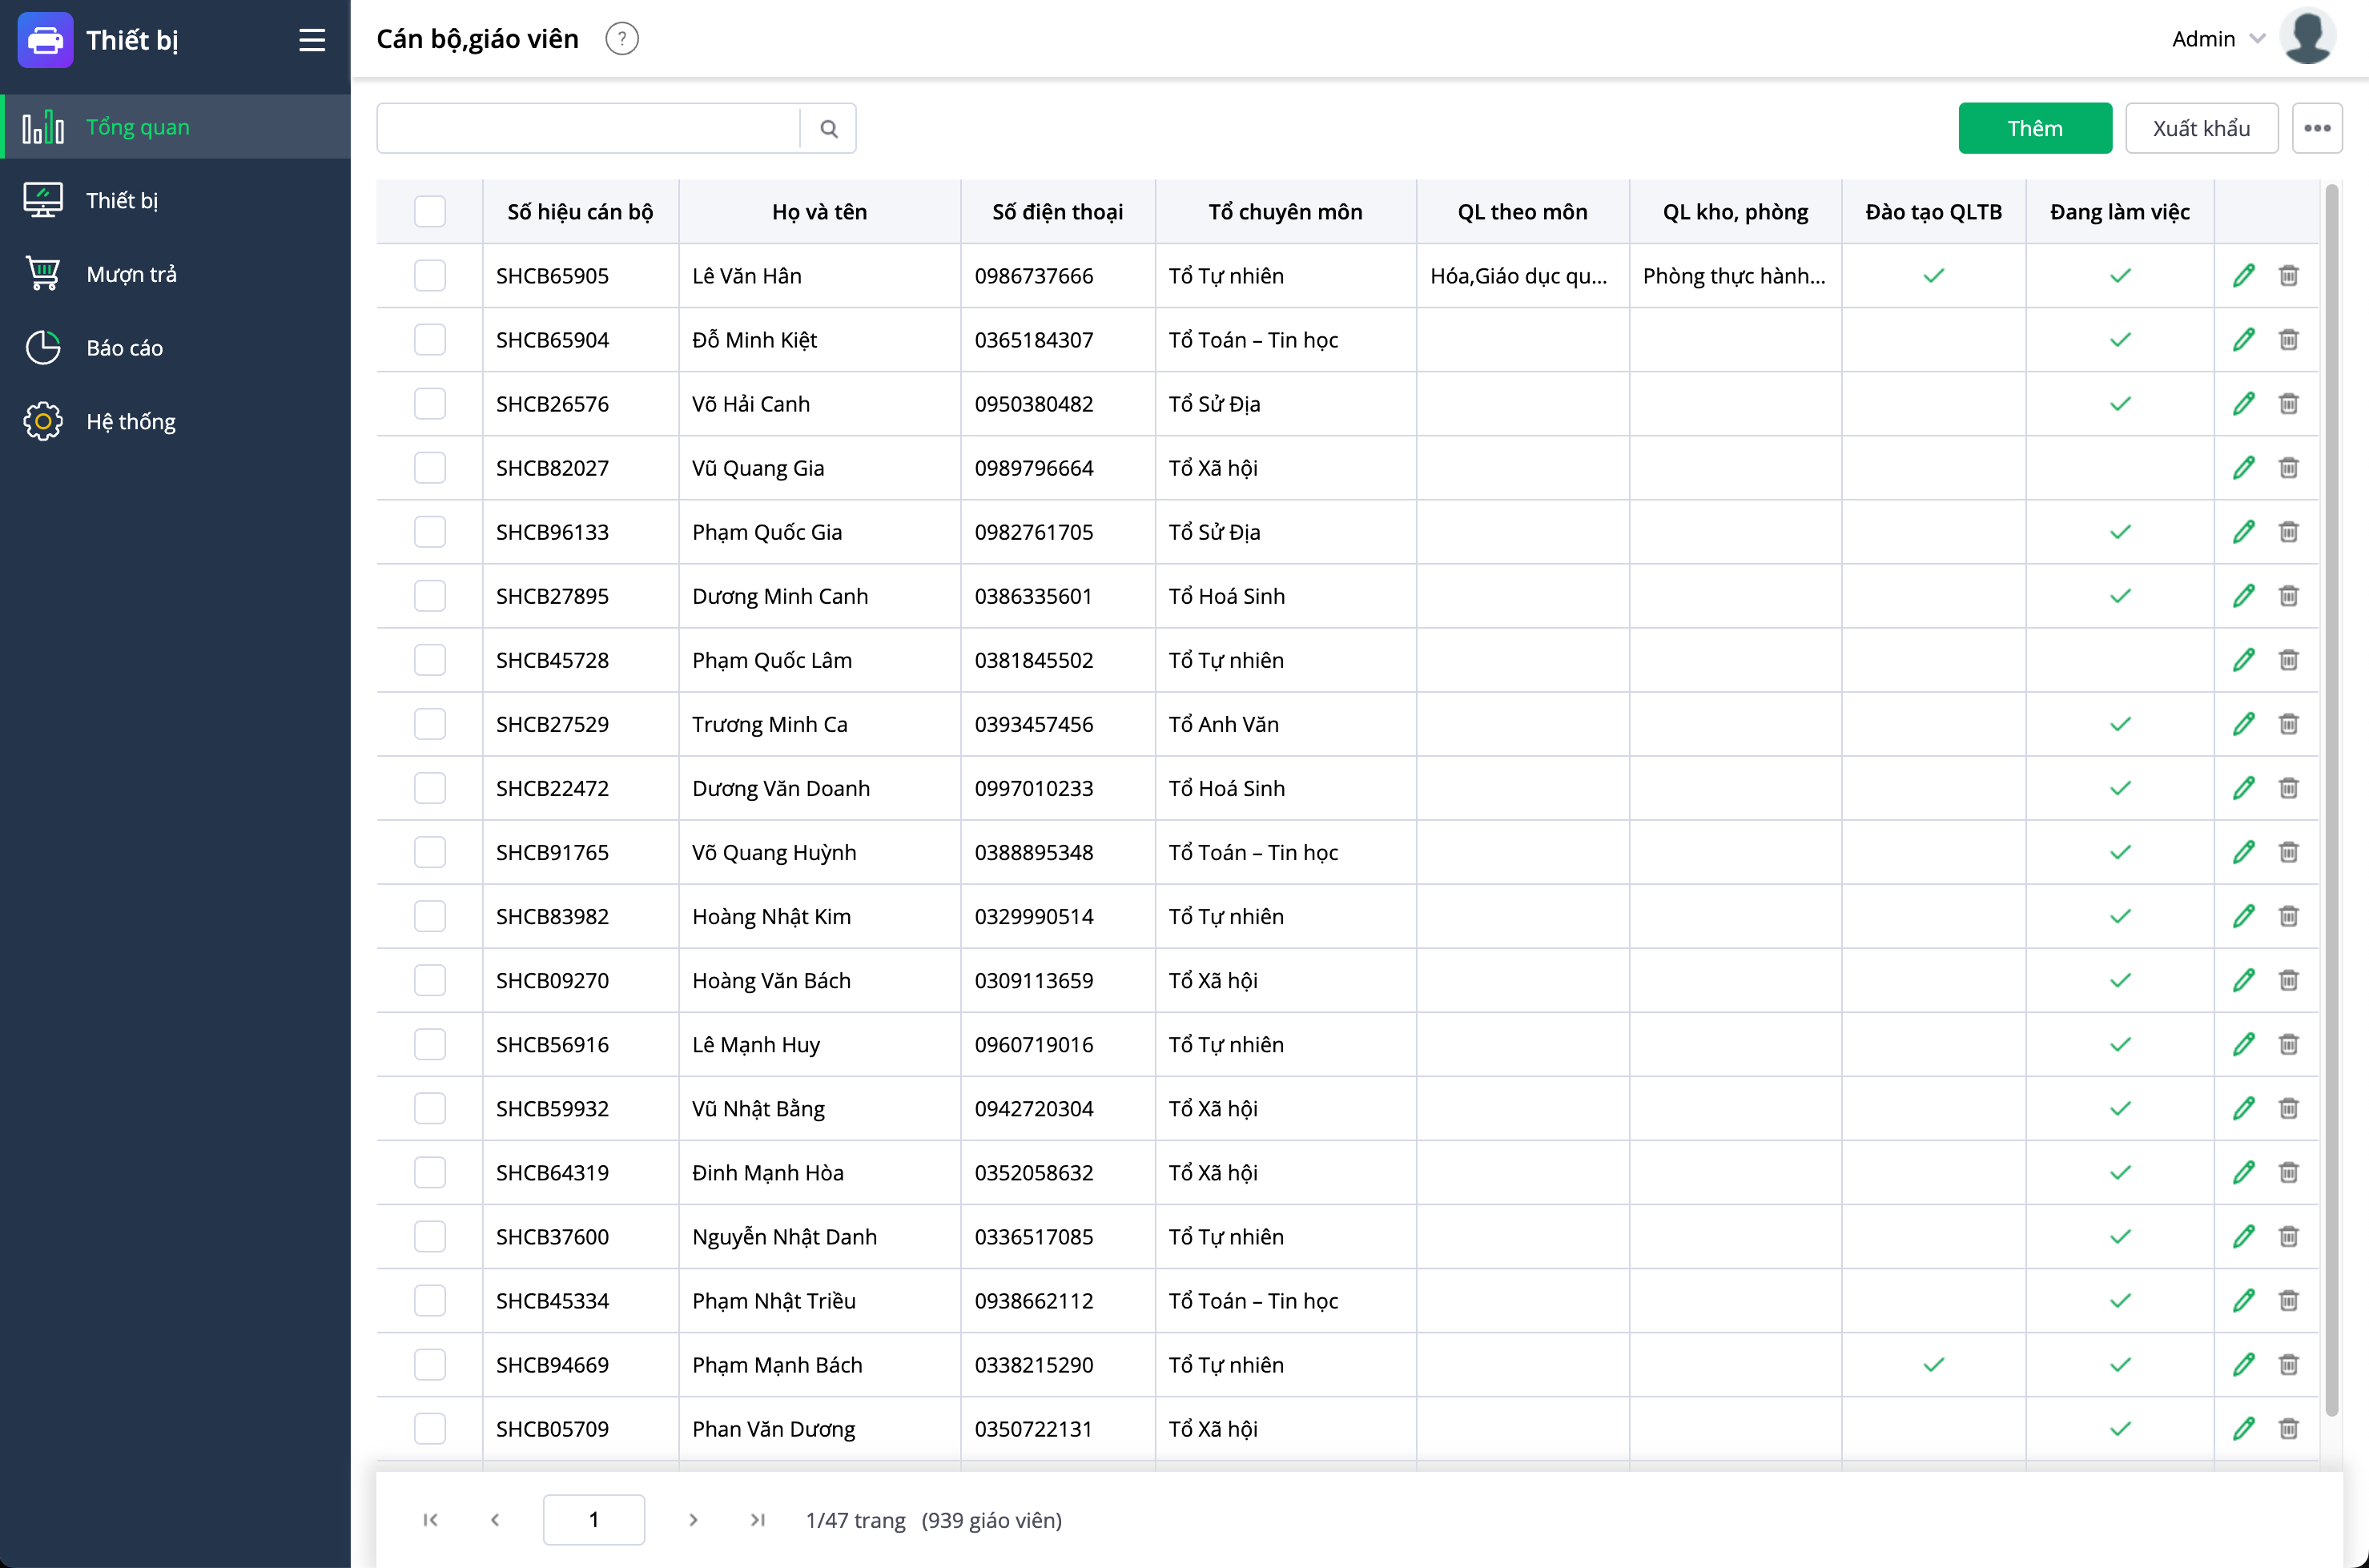 Thiết bị
Cán bộ,giáo viên ?
Admin
Tổng quan
Thiết bị
Mượn trả
Báo cáo
Hệ thống
Thêm Xuất khẩu
Số hiệu cán bộ Họ và tên Số điện thoại Tổ chuyên môn QL theo môn QL kho, phòng Đào tạo QLTB Đang làm việc
SHCB65905 Lê Văn Hân 0986737666 Tổ Tự nhiên Hóa,Giáo dục qu... Phòng thực hành...
SHCB65904 Đỗ Minh Kiệt 0365184307 Tổ Toán – Tin học
SHCB26576 Võ Hải Canh 0950380482 Tổ Sử Địa
SHCB82027 Vũ Quang Gia 0989796664 Tổ Xã hội
SHCB96133 Phạm Quốc Gia 0982761705 Tổ Sử Địa
SHCB27895 Dương Minh Canh 0386335601 Tổ Hoá Sinh
SHCB45728 Phạm Quốc Lâm 0381845502 Tổ Tự nhiên
SHCB27529 Trương Minh Ca 0393457456 Tổ Anh Văn
SHCB22472 Dương Văn Doanh 0997010233 Tổ Hoá Sinh
SHCB91765 Võ Quang Huỳnh 0388895348 Tổ Toán – Tin học
SHCB83982 Hoàng Nhật Kim 0329990514 Tổ Tự nhiên
SHCB09270 Hoàng Văn Bách 0309113659 Tổ Xã hội
SHCB56916 Lê Mạnh Huy 0960719016 Tổ Tự nhiên
SHCB59932 Vũ Nhật Bằng 0942720304 Tổ Xã hội
SHCB64319 Đinh Mạnh Hòa 0352058632 Tổ Xã hội
SHCB37600 Nguyễn Nhật Danh 0336517085 Tổ Tự nhiên
SHCB45334 Phạm Nhật Triều 0938662112 Tổ Toán – Tin học
SHCB94669 Phạm Mạnh Bách 0338215290 Tổ Tự nhiên
SHCB05709 Phan Văn Dương 0350722131 Tổ Xã hội
1 1/47 trang (939 giáo viên)